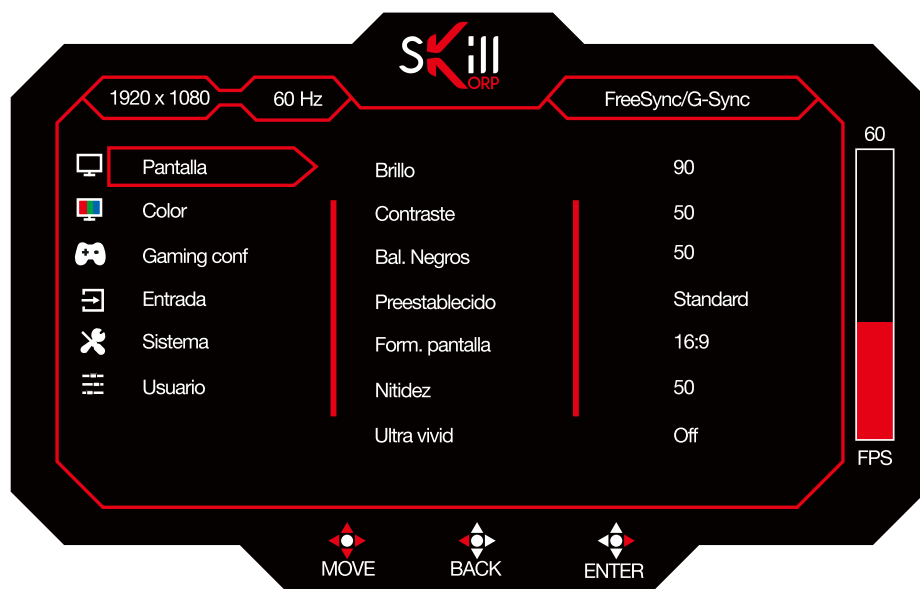 SKill
ORP
1920 x 1080
60 Hz
FreeSync/G-Sync
60
Pantalla
Brillo
90
Color
Contraste
50
Gaming conf
Bal. Negros
50
Entrada
Preestablecido
Standard
Sistema
Form. pantalla
16:9
Usuario
Nitidez
50
Ultra vivid
Off
FPS
MOVE
BACK
ENTER